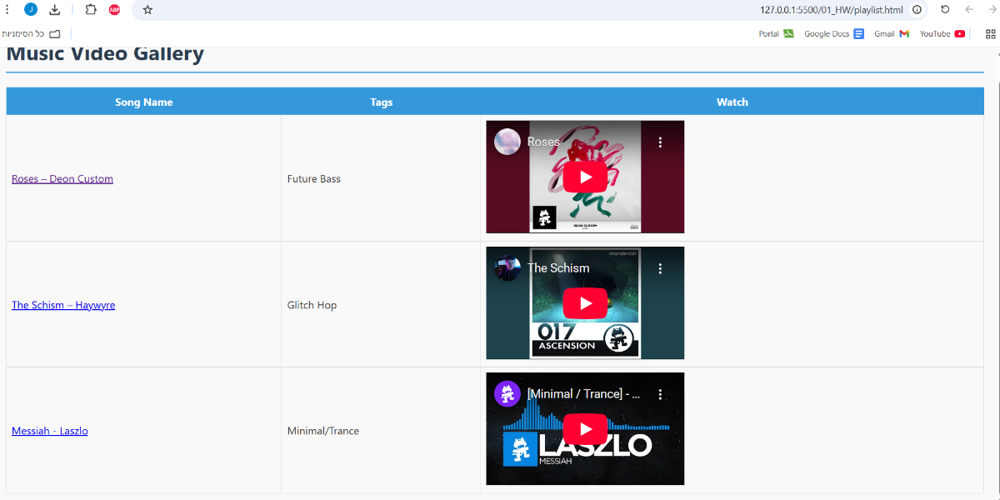 J
ABP
127.0.0.1:5500/01_HW/playlist.html
כל הסימניות
Portal
Google Docs
Gmail
YouTube
Music Video Gallery
Song Name Tags Watch
Roses – Deon Custom
Future Bass
Roses
DEON CUSTOM
The Schism – Haywyre
Glitch Hop
monstercat
The Schism
017
ASCENSION
Messiah - Laszlo
Minimal/Trance
[Minimal / Trace] - ...
LASZLO
MESSIAH